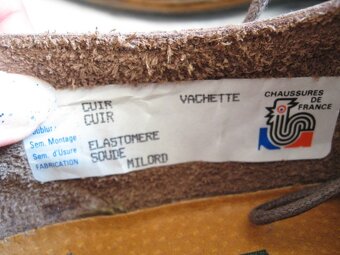 CUIR VACHETTE
Doublure CUIR
Sem. Montage
Sem. d'Usure ELASTOMERE
FABRICATION SOUDE MILORD
CHAUSSURES
DE
FRANCE